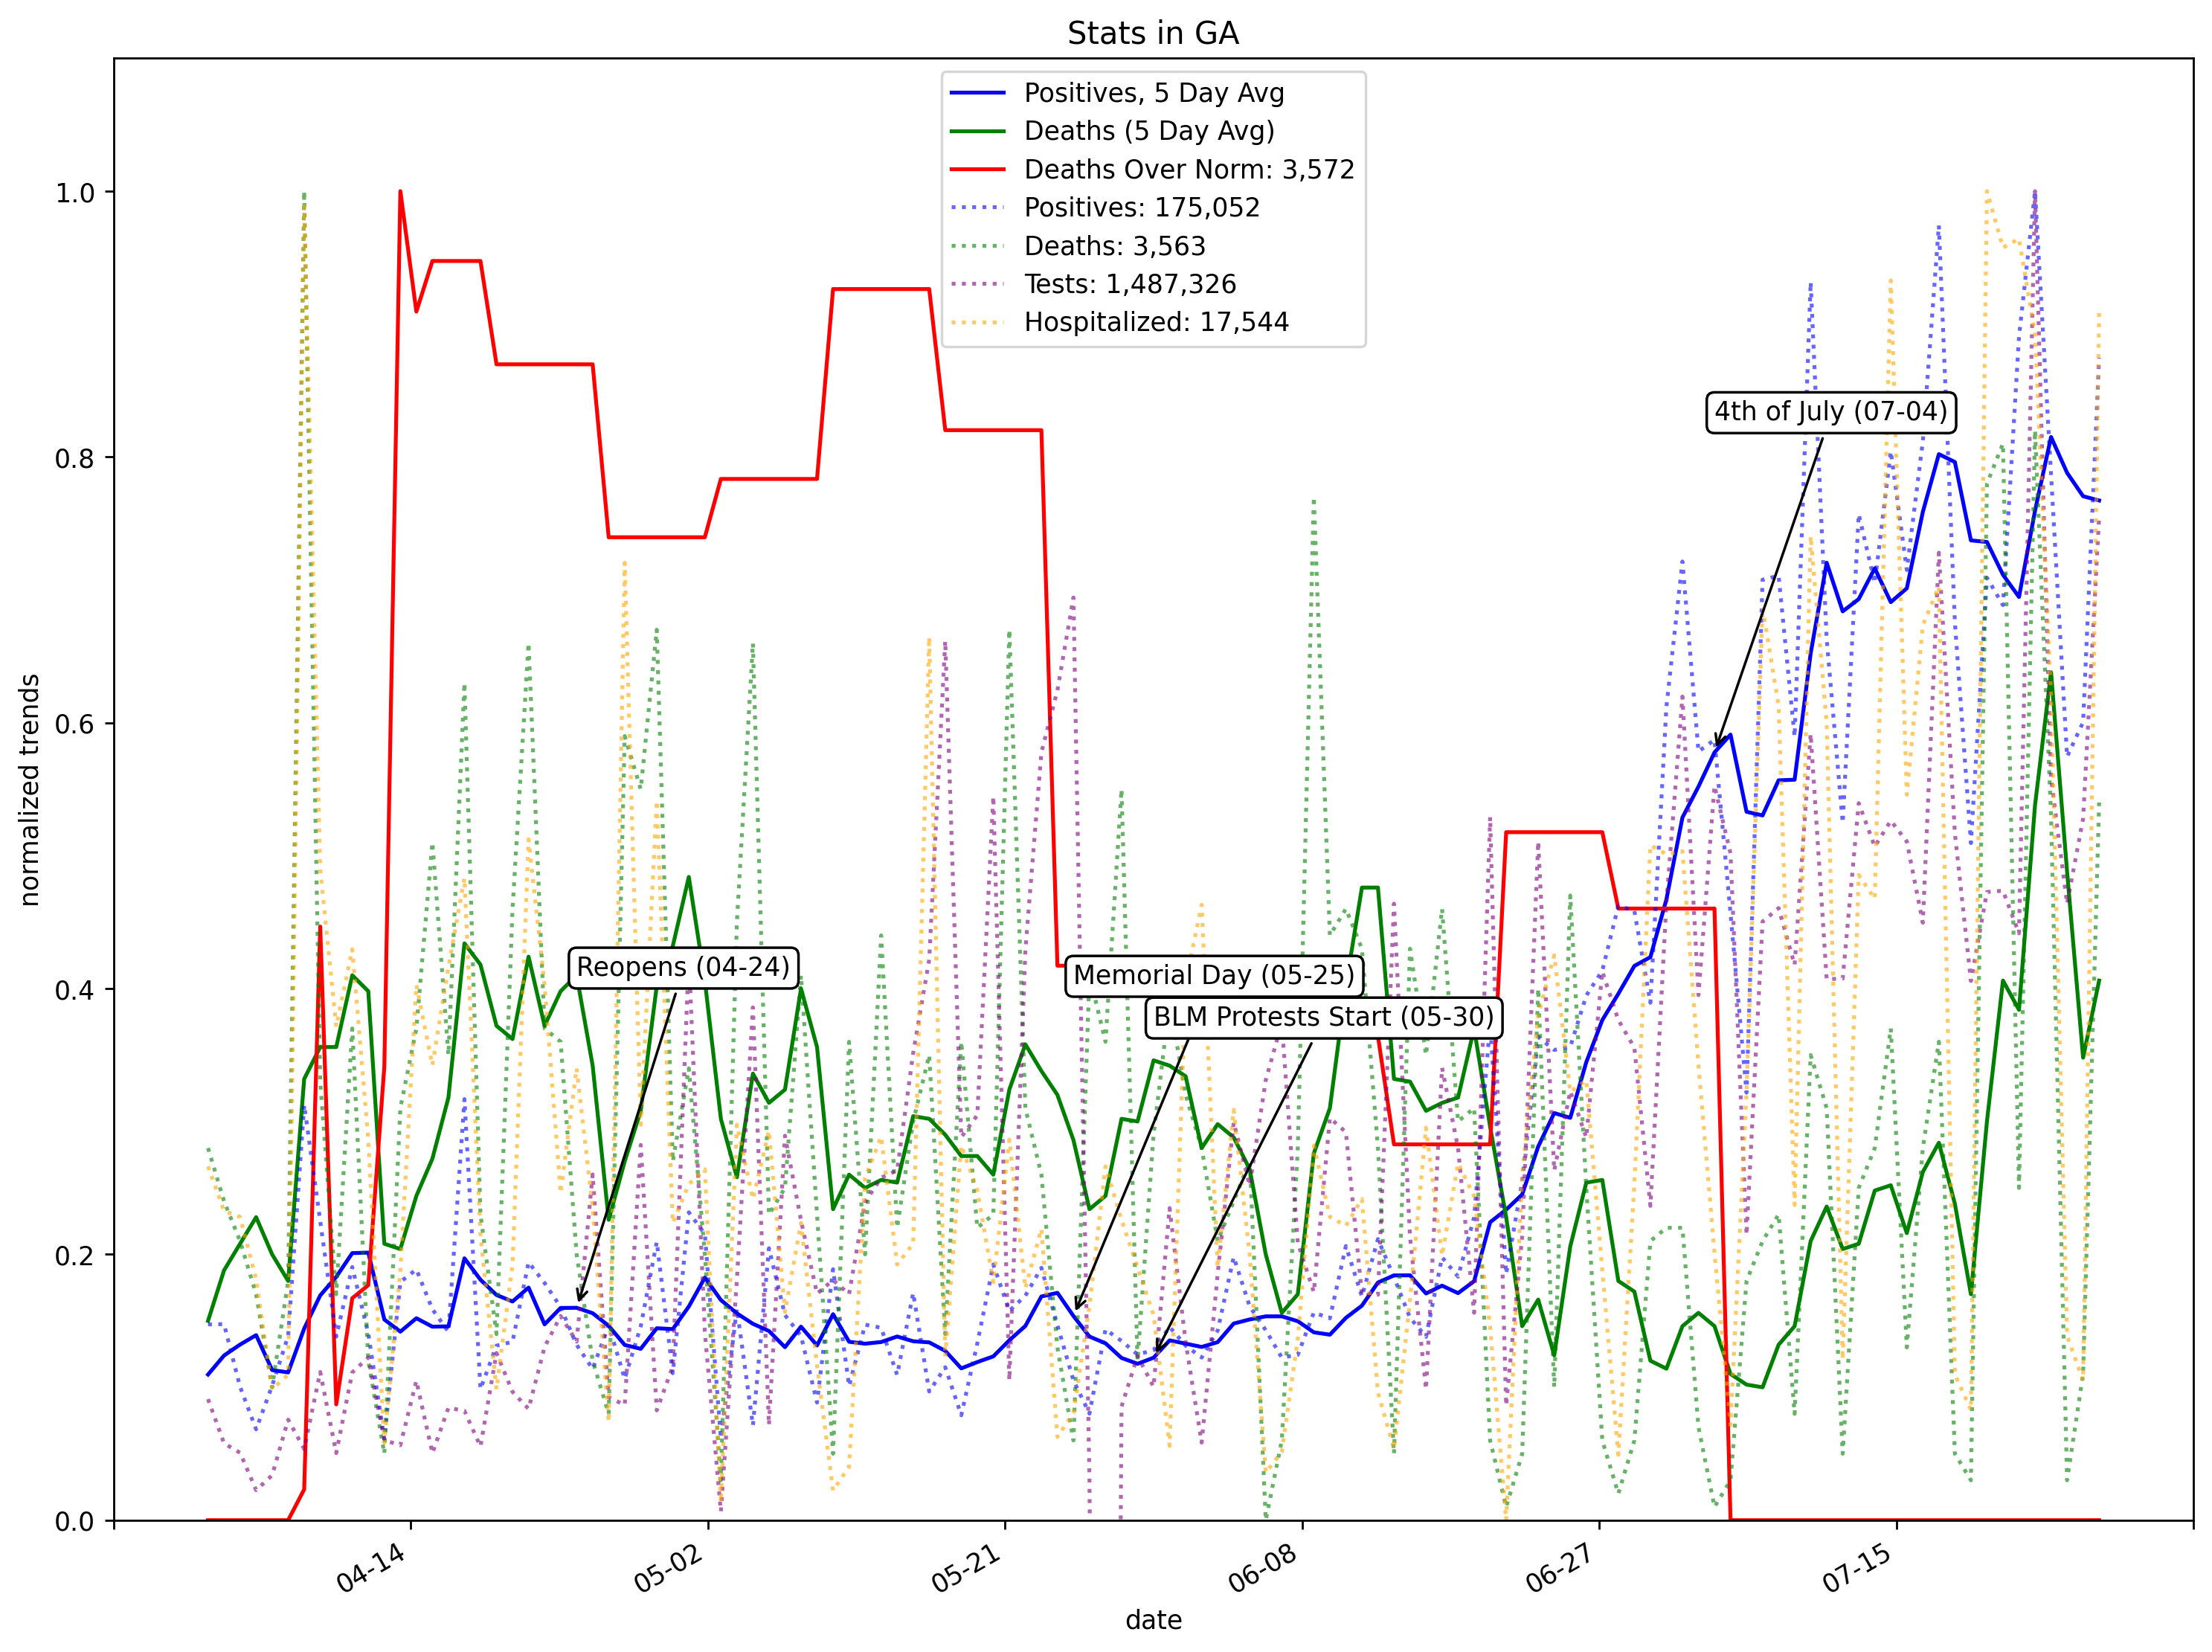 Stats in GA
Positives, 5 Day Avg
Deaths (5 Day Avg)
Deaths Over Norm: 3,572
Positives: 175,052
Deaths: 3,563
Tests: 1,487,326
Hospitalized: 17,544
1.0
0.8
0.6
0.4
0.2
0.0
normalized trends
4th of July (07-04)
Reopens (04-24)
Memorial Day (05-25)
BLM Protests Start (05-30)
04-14
05-02
05-21
06-08
06-27
07-15
date